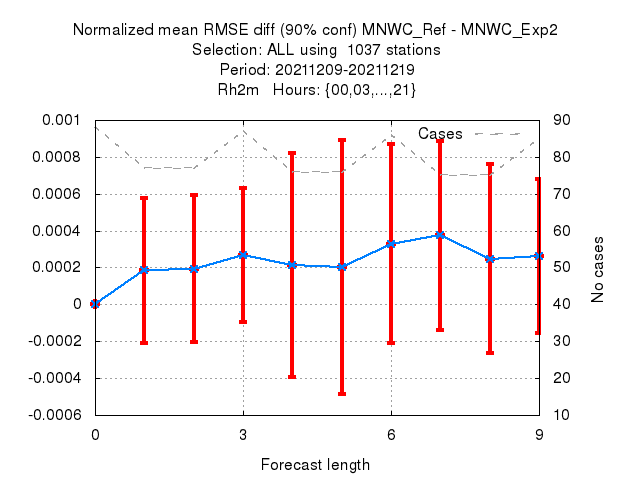 Normalized mean RMSE diff (90% conf) MNWC_Ref - MNWC_Exp2
Selection: ALL using  1037 stations
Period: 20211209-20211219
Rh2m   Hours: {00,03,...,21}
Cases
0.001
0.0008
0.0006
0.0004
0.0002
0
-0.0002
-0.0004
-0.0006
90
80
70
60
50
40
30
20
10
No cases
0 3 6 9
Forecast length